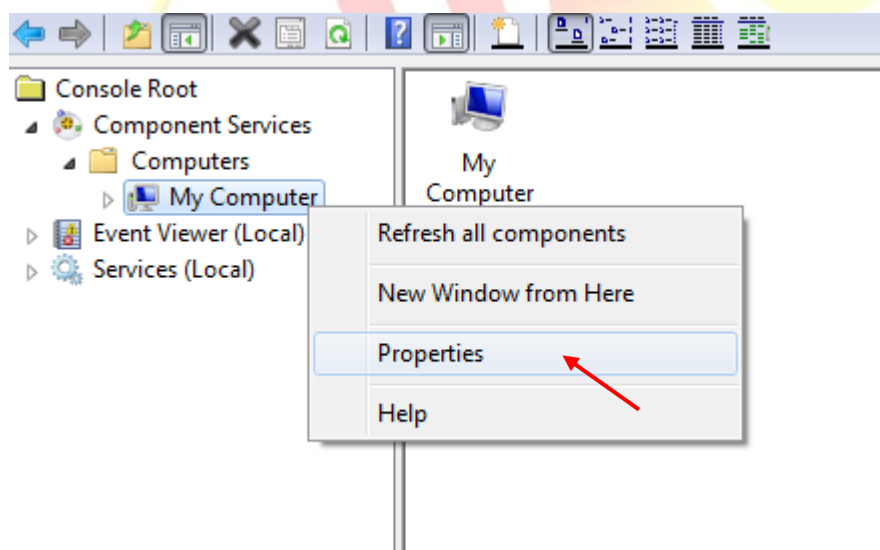 Console Root
Component Services
Computers
My Computer
Event Viewer (Local)
Services (Local)
My
Computer
Refresh all components
New Window from Here
Properties
Help